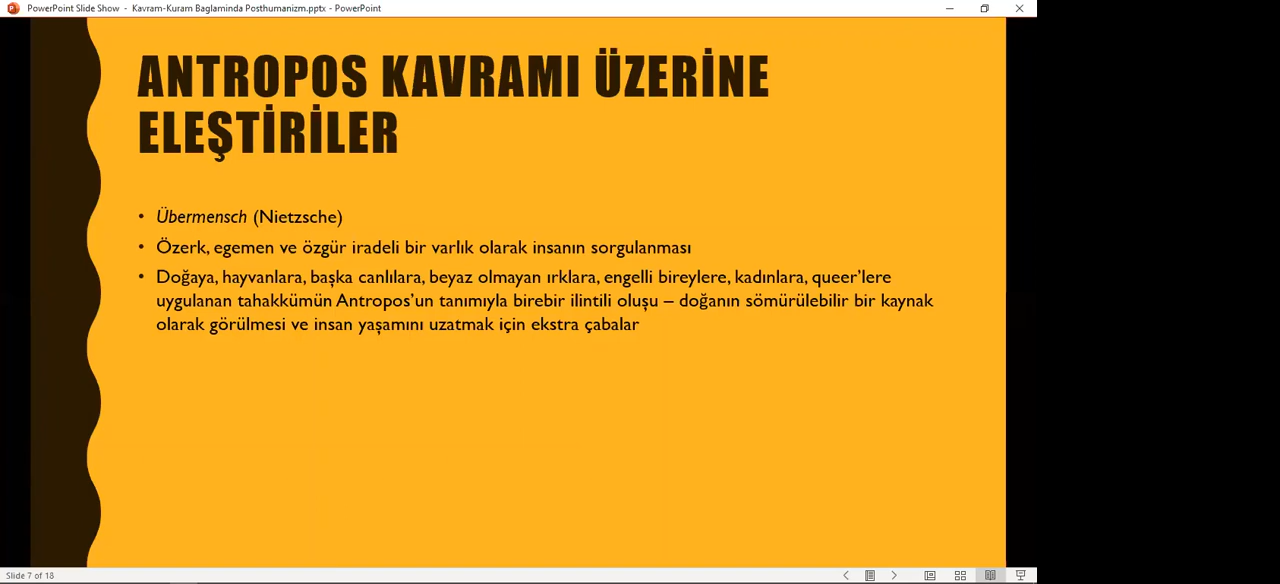 PowerPoint Slide Show - Kavram-Kuram Baglaminda Posthumanizm.pptx - PowerPoint
ANTROPOS KAVRAMI ÜZERİNE
ELEŞTİRİLER
• Übermensch (Nietzsche)
• Özerk, egemen ve özgür iradeli bir varlık olarak insanın sorgulanması
• Doğaya, hayvanlara, başka canlılara, beyaz olmayan ırklara, engelli bireylere, kadınlara, queer’lere
uygulanan tahakkümün Antropos’un tanımıyla birebir ilintili oluşu – doğanın sömürülebilir bir kaynak
olarak görülmesi ve insan yaşamını uzatmak için ekstra çabalar
Slide 7 of 18